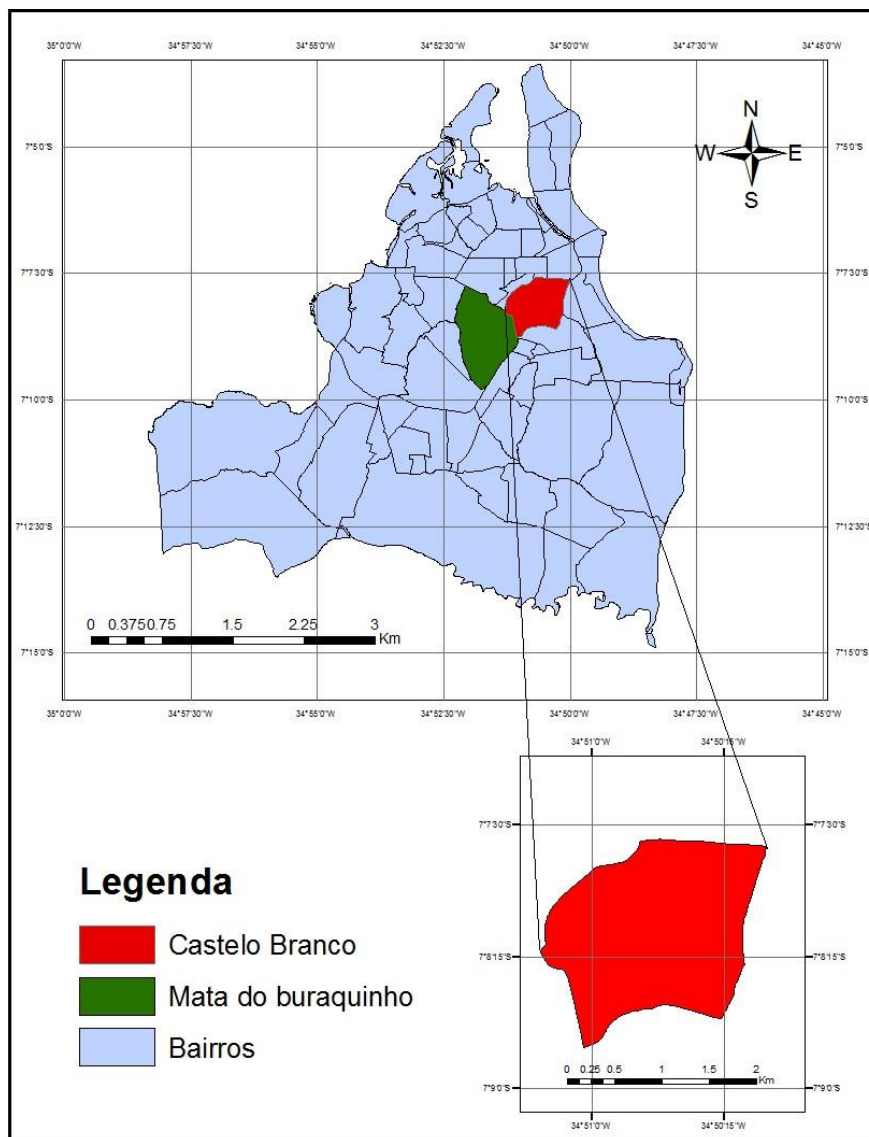 35°0'0"W 34°57'30"W 34°55'0"W 34°52'30"W 34°50'0"W 34°47'30"W 34°45'0"W
N
W E
S
7°5'0"S 7°5'0"S
7°7'30"S 7°7'30"S
7°10'0"S 7°10'0"S
7°12'30"S 7°12'30"S
0 0.375 0.75 1.5 2.25 3
Km
7°15'0"S 7°15'0"S
35°0'0"W 34°57'30"W 34°55'0"W 34°52'30"W 34°50'0"W 34°47'30"W 34°45'0"W
34°51'0"W 34°50'15"W
7°7'30"S 7°7'30"S
Legenda
Castelo Branco
Mata do buraquinho
Bairros
7°8'15"S 7°8'15"S
0 0.25 0.5 1 1.5 2
Km
7°9'0"S 7°9'0"S
34°51'0"W 34°50'15"W